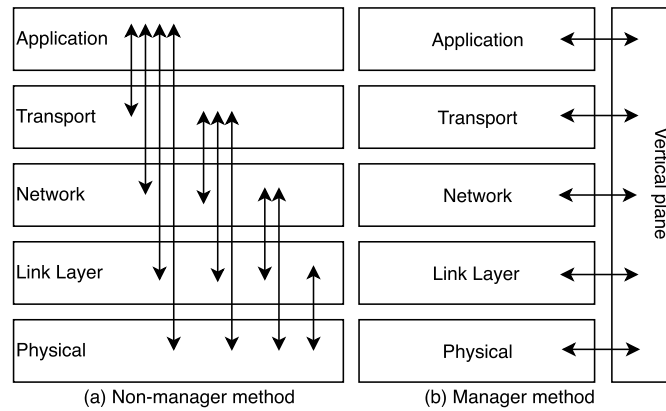 Application
Transport
Network
Link Layer
Physical
(a) Non-manager method
Application
Transport
Network
Link Layer
Physical
Vertical plane
(b) Manager method